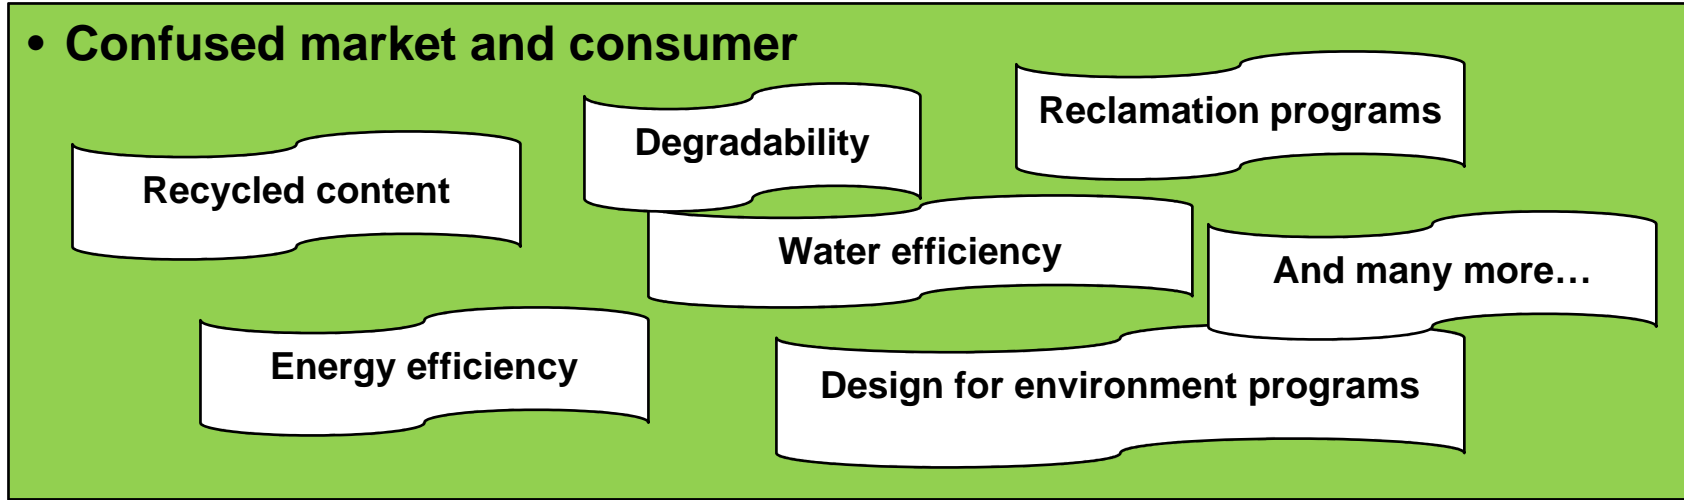 • Confused market and consumer
Reclamation programs
Degradability
Recycled content
Water efficiency
And many more…
Energy efficiency
Design for environment programs